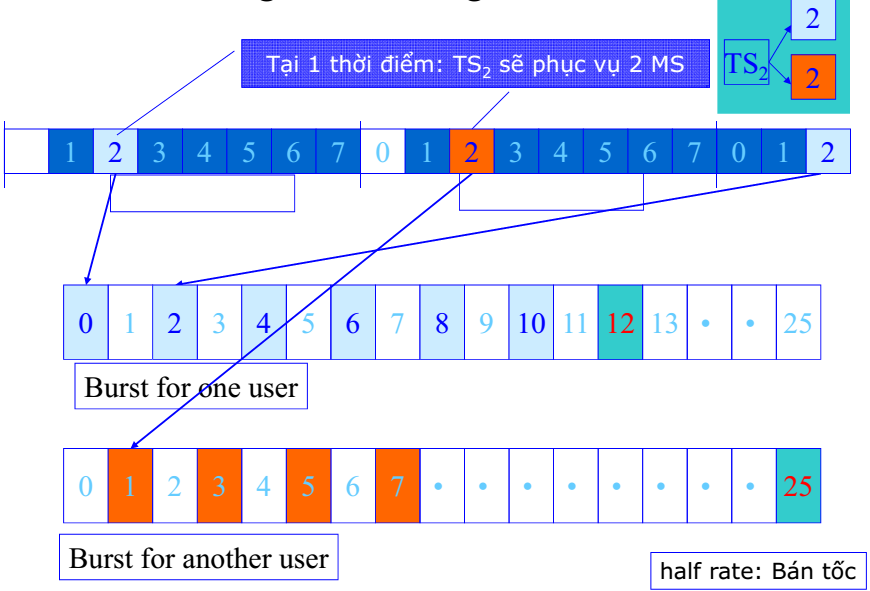 2
Tại 1 thời điểm: TS2 sẽ phục vụ 2 MS
TS2
2
1 2 3 4 5 6 7 0 1 2 3 4 5 6 7 0 1 2
0 1 2 3 4 5 6 7 8 9 10 11 12 13 • • 25
Burst for one user
0 1 2 3 4 5 6 7 • • • • • • • • 25
Burst for another user
half rate: Bán tốc